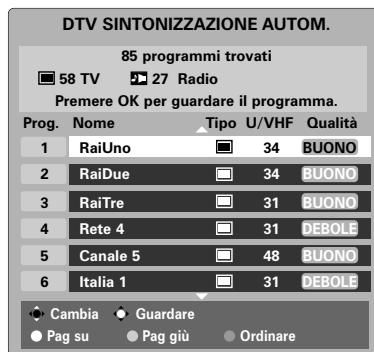 DTV SINTONIZZAZIONE AUTOM.
85 programmi trovati
58 TV 27 Radio
Premere OK per guardare il programma.
Prog. Nome Tipo U/VHF Qualità
1 RaiUno 34 BUONO
2 RaiDue 34 BUONO
3 RaiTre 31 BUONO
4 Rete 4 31 DEBOLE
5 Canale 5 48 BUONO
6 Italia 1 31 DEBOLE
Cambia Guardare
Pag su Pag giù Ordinare